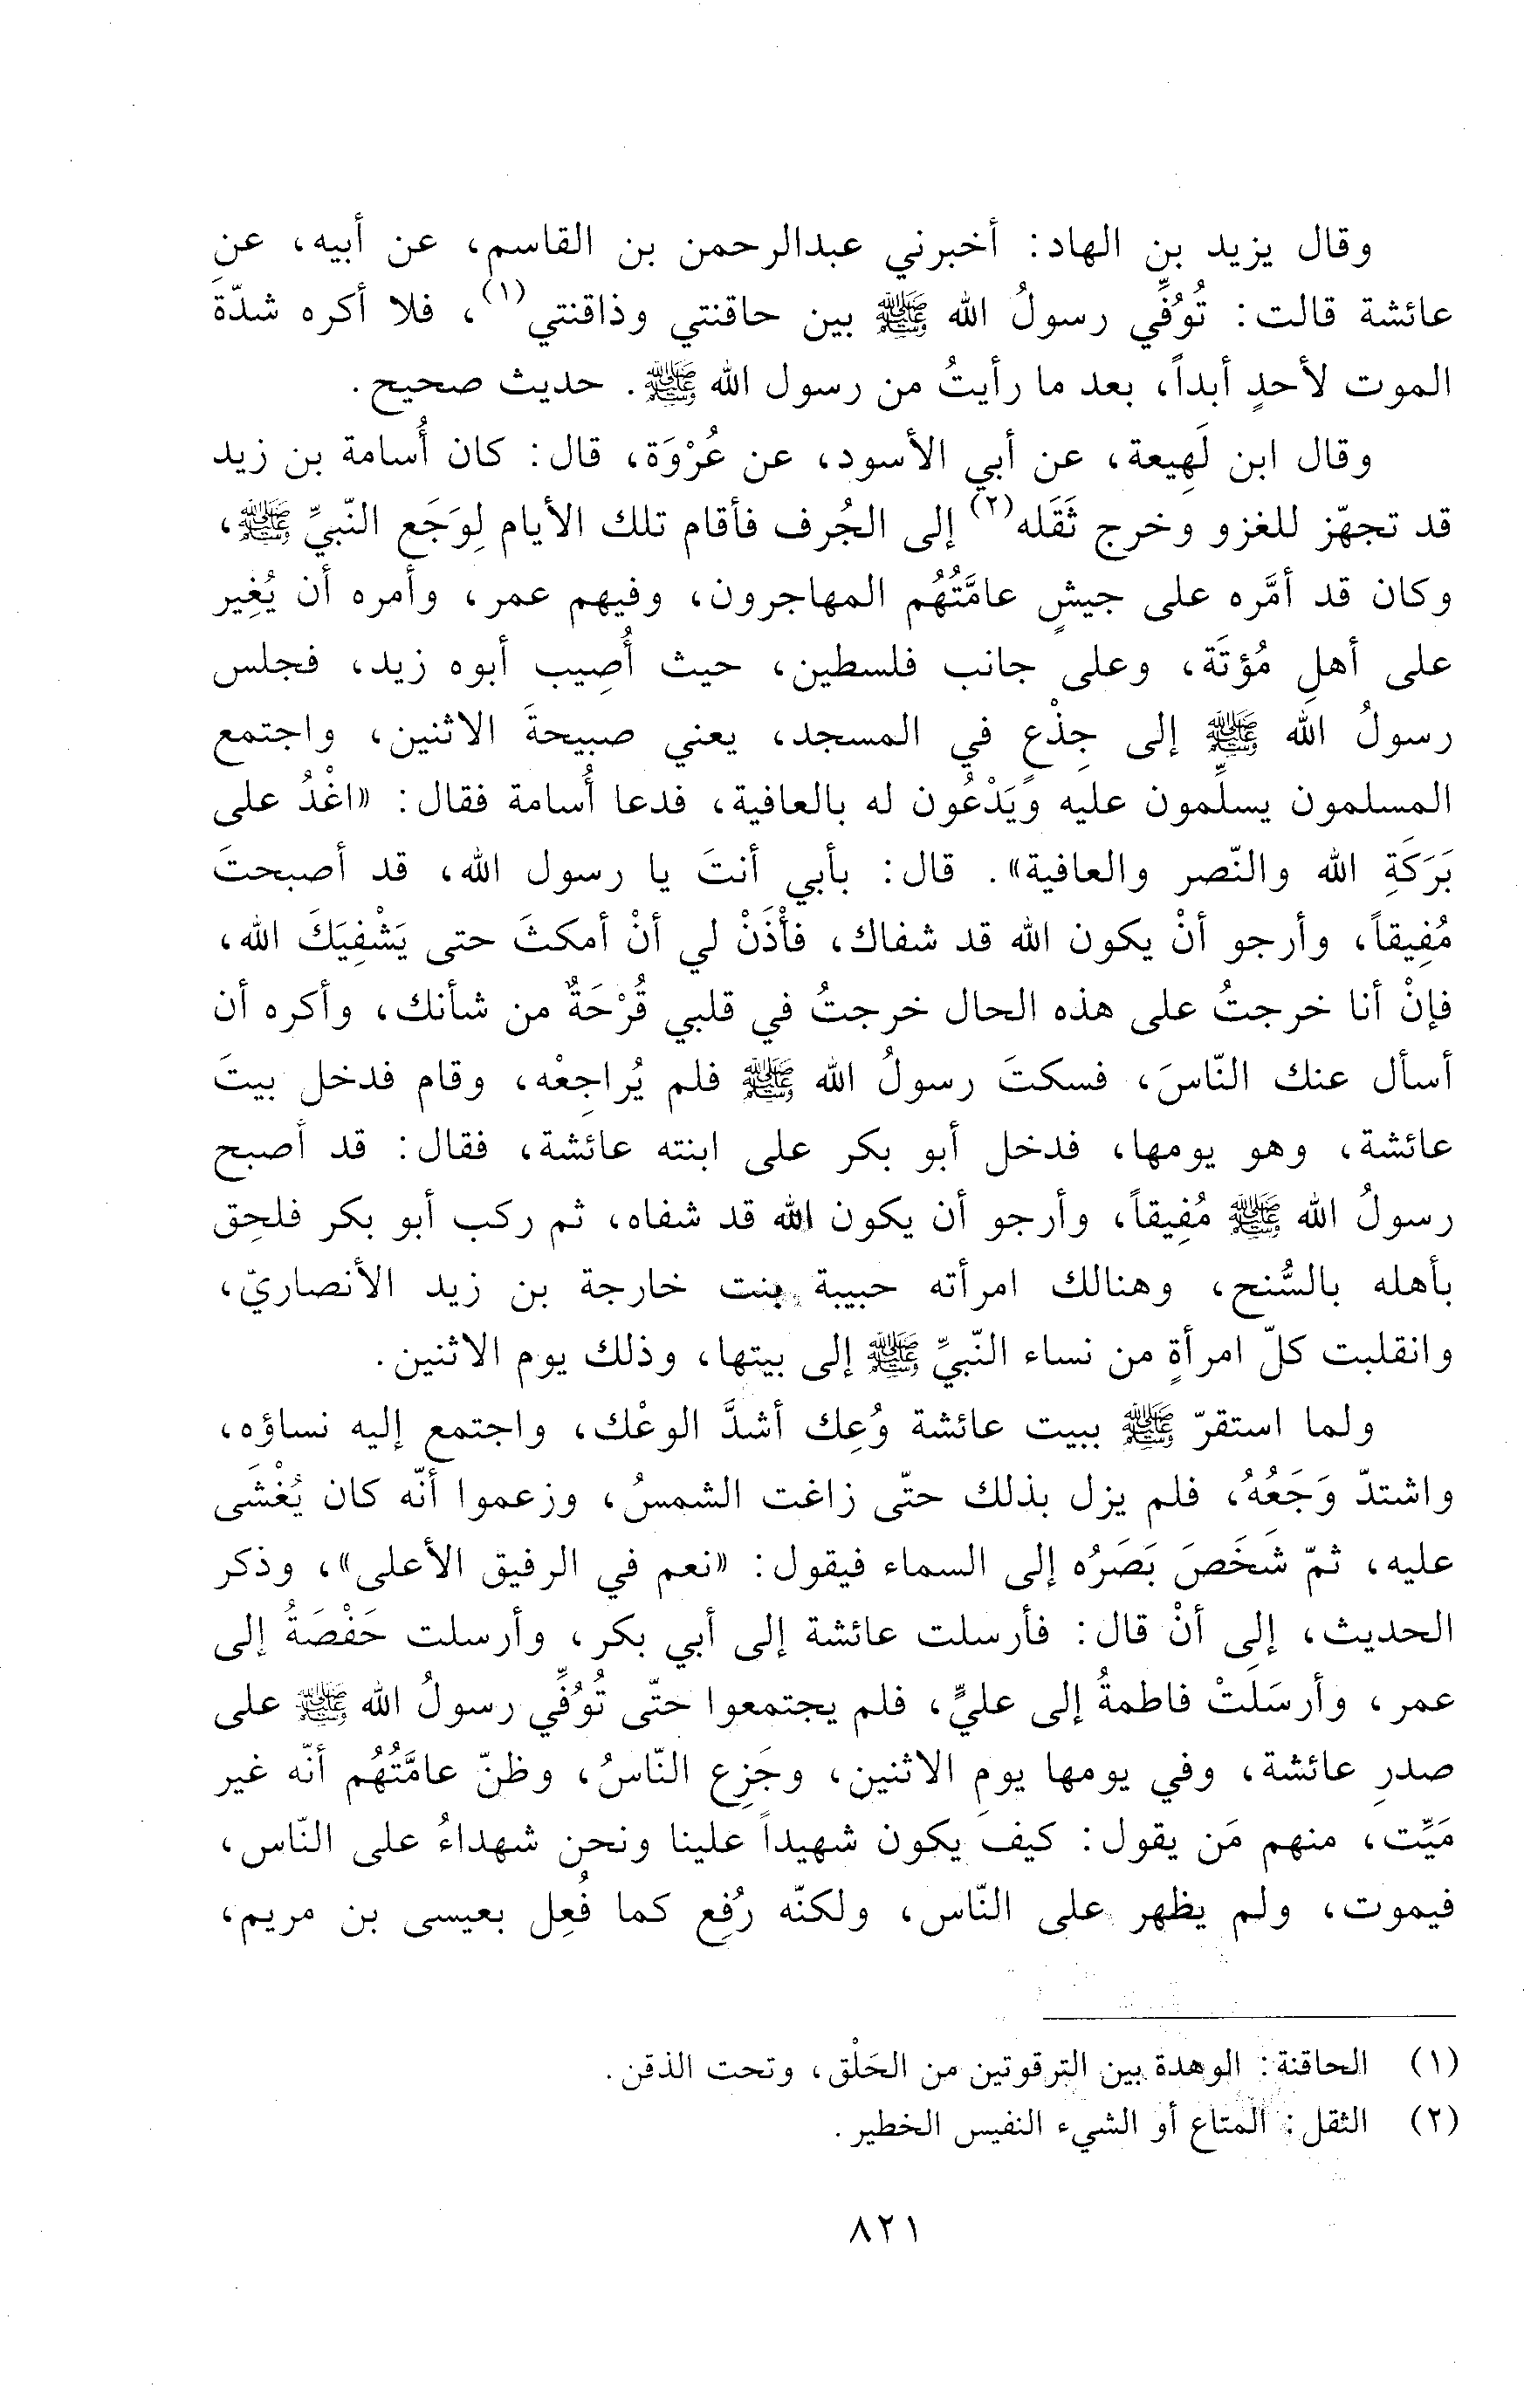 وقال يزيد بن الهاد: أخبرني عبدالرحمن بن القاسم، عن أبيه، عن
عائشة قالت: تُوُفِّي رسولُ الله ﷺ بين حاقنتي وذاقنتي(١)، فلا أكره شدّةَ
الموت لأحدٍ أبداً، بعد ما رأيتُ من رسول الله ﷺ. حديث صحيح.
وقال ابن لَهِيعة، عن أبي الأسود، عن عُرْوَة، قال: كان أُسامة بن زيد
قد تجهّز للغزو وخرج ثَقَله(٢) إلى الجُرف فأقام تلك الأيام لِوَجَع النّبيِّ ﷺ،
وكان قد أمَّره على جيشٍ عامَّتُهُم المهاجرون، وفيهم عمر، وأمره أن يُغِير
على أهلِ مُؤتَة، وعلى جانب فلسطين، حيث أُصِيب أبوه زيد، فجلس
رسولُ الله ﷺ إلى جِذْعٍ في المسجد، يعني صبيحةَ الاثنين، واجتمع
المسلمون يسلِّمون عليه ويَدْعُون له بالعافية، فدعا أُسامة فقال: «اغْدُ على
بَرَكَةِ الله والنّصر والعافية». قال: بأبي أنتَ يا رسول الله، قد أصبحتَ
مُفِيقاً، وأرجو أنْ يكون الله قد شفاك، فأْذَنْ لي أنْ أمكثَ حتى يَشْفِيَكَ الله،
فإنْ أنا خرجتُ على هذه الحال خرجتُ في قلبي قُرْحَةٌ من شأنك، وأكره أن
أسأل عنك النّاسَ، فسكتَ رسولُ الله ﷺ فلم يُراجِعْه، وقام فدخل بيتَ
عائشة، وهو يومها، فدخل أبو بكر على ابنته عائشة، فقال: قد أصبح
رسولُ الله ﷺ مُفِيقاً، وأرجو أن يكون الله قد شفاه، ثم ركب أبو بكر فلحِق
بأهله بالسُّنح، وهنالك امرأته حبيبة بنت خارجة بن زيد الأنصاريّ،
وانقلبت كلّ امرأةٍ من نساء النّبيِّ ﷺ إلى بيتها، وذلك يوم الاثنين.
ولما استقرّ ﷺ ببيت عائشة وُعِك أشدَّ الوعْك، واجتمع إليه نساؤه،
واشتدّ وَجَعُهُ، فلم يزل بذلك حتّى زاغت الشمسُ، وزعموا أنّه كان يُغْشَى
عليه، ثمّ شَخَصَ بَصَرُه إلى السماء فيقول: «نعم في الرفيق الأعلى»، وذكر
الحديث، إلى أنْ قال: فأرسلت عائشة إلى أبي بكر، وأرسلت حَفْصَةُ إلى
عمر، وأرسَلَتْ فاطمةُ إلى عليٍّ، فلم يجتمعوا حتّى تُوُفِّي رسولُ الله ﷺ على
صدرِ عائشة، وفي يومها يومِ الاثنين، وجَزِع النّاسُ، وظنّ عامَّتُهُم أنّه غير
مَيِّت، منهم مَن يقول: كيف يكون شهيداً علينا ونحن شهداءُ على النّاس،
فيموت، ولم يظهر على النّاس، ولكنّه رُفِع كما فُعِل بعيسى بن مريم،
(١) الحاقنة: الوهدة بين الترقوتين من الحَلْق، وتحت الذقن.
(٢) الثقل: المتاع أو الشيء النفيس الخطير.
٨٢١